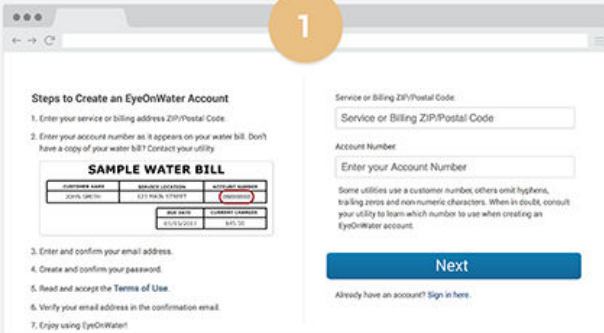 1
Steps to Create an EyeOnWater Account
1. Enter your service or billing address ZIP/Postal Code.
2. Enter your account number as it appears on your water bill. Don't
have a copy of your water bill? Contact your utility.
SAMPLE WATER BILL
CUSTOMER NAME SERVICE LOCATION ACCOUNT NUMBER
JOHN SMITH 123 MAIN STREET
DUE DATE CURRENT CHARGES
$45.50
3. Enter and confirm your email address.
4. Create and confirm your password.
5. Read and accept the Terms of Use.
6. Verify your email address in the confirmation email.
7. Enjoy using EyeOnWater!
Service or Billing ZIP/Postal Code:
Service or Billing ZIP/Postal Code
Account Number:
Enter your Account Number
Some utilities use a customer number, others omit hyphens,
trailing zeros and non-numeric characters. When in doubt, consult
your utility to learn which number to use when creating an
EyeOnWater account.
Next
Already have an account? Sign in here.